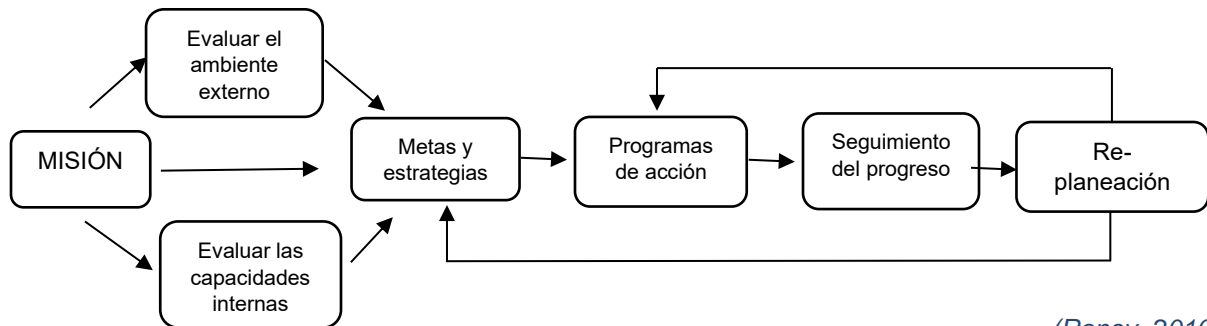 Evaluar el
ambiente
externo
MISIÓN
Evaluar las
capacidades
internas
Metas y
estrategias
Programas
de acción
Seguimiento
del progreso
Re-
planeación